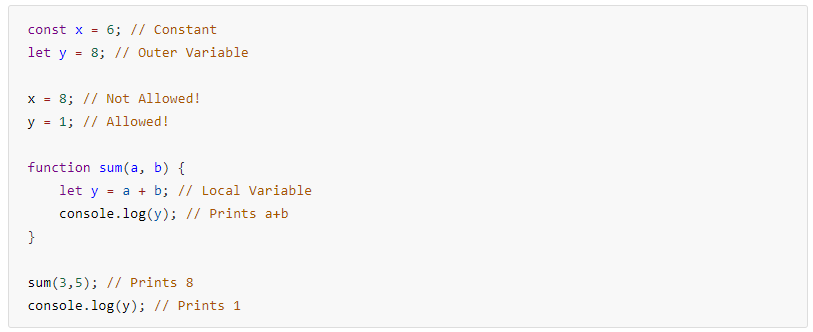 const x = 6; // Constant
let y = 8; // Outer Variable

x = 8; // Not Allowed!
y = 1; // Allowed!

function sum(a, b) {
    let y = a + b; // Local Variable
    console.log(y); // Prints a+b
}

sum(3,5); // Prints 8
console.log(y); // Prints 1